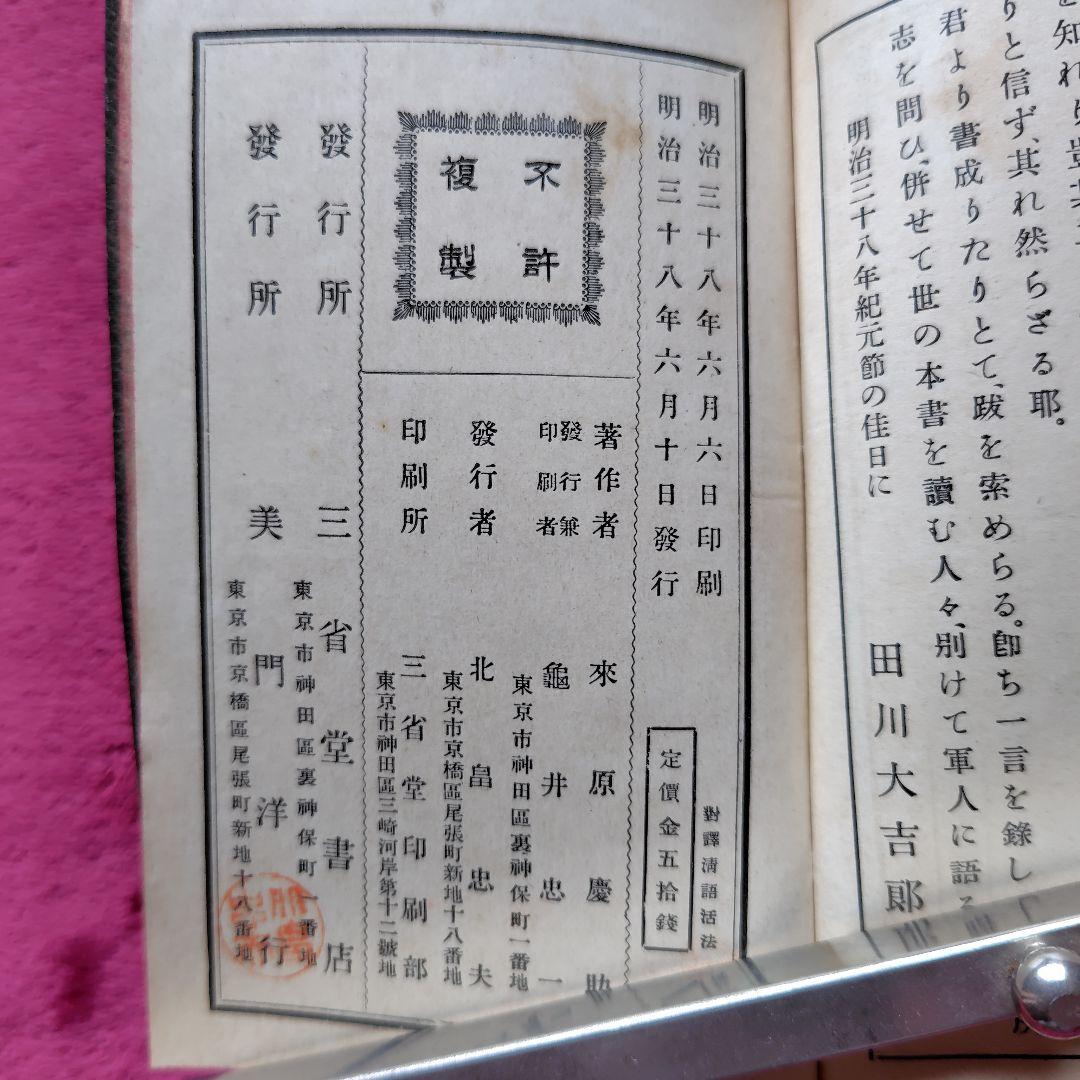 を知れり豈其
りと信ず、其れ然らざる耶。
君より書成りたりとて、跋を索めらる。卽ち一言を錄し
志を問ひ、併せて世の本書を讀む人々、別けて軍人に語る
明治三十八年紀元節の佳日に
田川大吉郞
明治三十八年六月六日印刷
明治三十八年六月十日發行
對譯淸語活法
定價金五拾錢
不許
複製
著作者 來原慶助
發行兼
印刷者 龜井忠一
東京市神田區裏神保町一番地
發行者 北畠忠夫
東京市京橋區尾張町新地十八番地
印刷所 三省堂印刷部
東京市神田區三崎河岸第十二號地
發行所 三省堂書店
東京市神田區裏神保町一番地
發行所 美門洋行
東京市京橋區尾張町新地十八番地